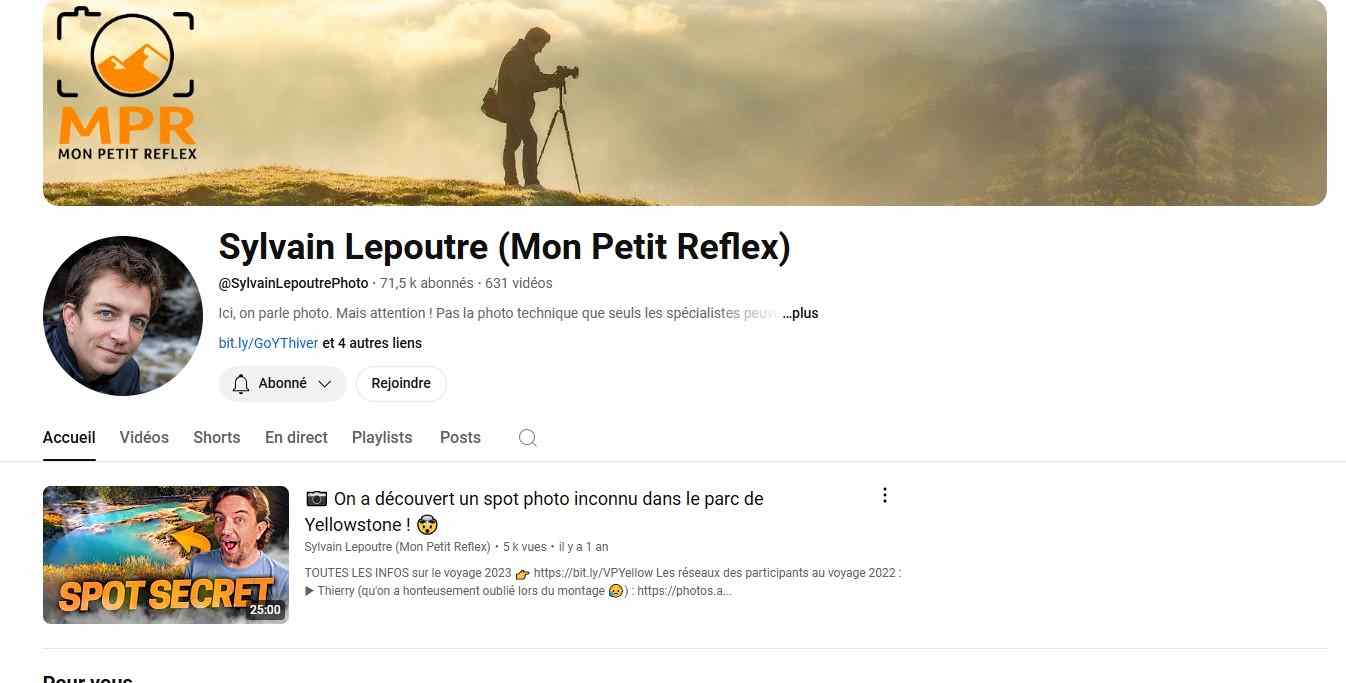 MPR
MON PETIT REFLEX
Sylvain Lepoutre (Mon Petit Reflex)
@SylvainLepoutrePhoto · 71,5 k abonnés · 631 vidéos
Ici, on parle photo. Mais attention ! Pas la photo technique que seuls les spécialistes ...plus
bit.ly/GoYThiver et 4 autres liens
Abonné Rejoindre
Accueil Vidéos Shorts En direct Playlists Posts
SPOT SECRET
25:00
📷 On a découvert un spot photo inconnu dans le parc de
Yellowstone ! 🤯
Sylvain Lepoutre (Mon Petit Reflex) • 5 k vues • il y a 1 an
TOUTES LES INFOS sur le voyage 2023 👉 https://bit.ly/VPYellow Les réseaux des participants au voyage 2022 :
▶ Thierry (qu'on a honteusement oublié lors du montage 😥) : https://photos.a...
Pour vous